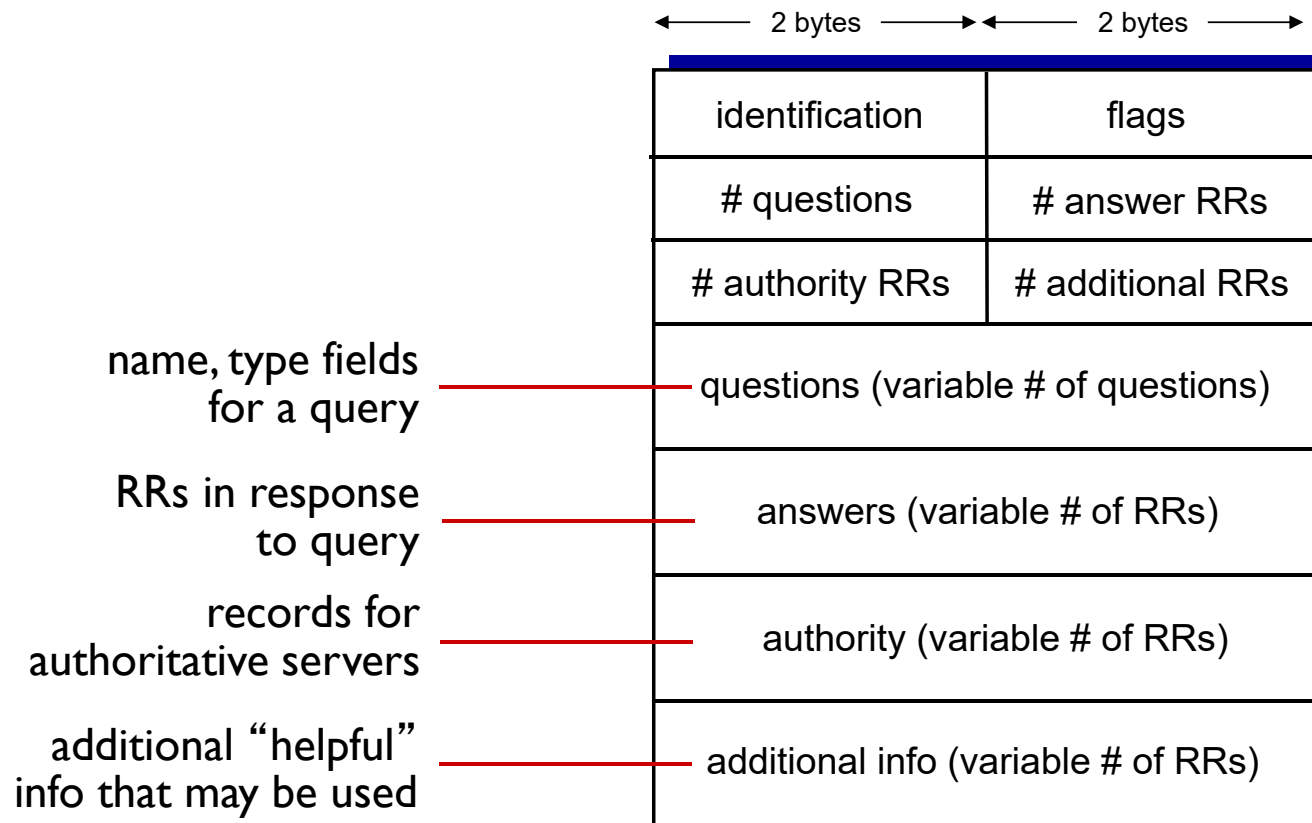 2 bytes 2 bytes
identification flags
# questions # answer RRs
# authority RRs # additional RRs
name, type fields
for a query
questions (variable # of questions)
RRs in response
to query
answers (variable # of RRs)
records for
authoritative servers
authority (variable # of RRs)
additional “helpful”
info that may be used
additional info (variable # of RRs)